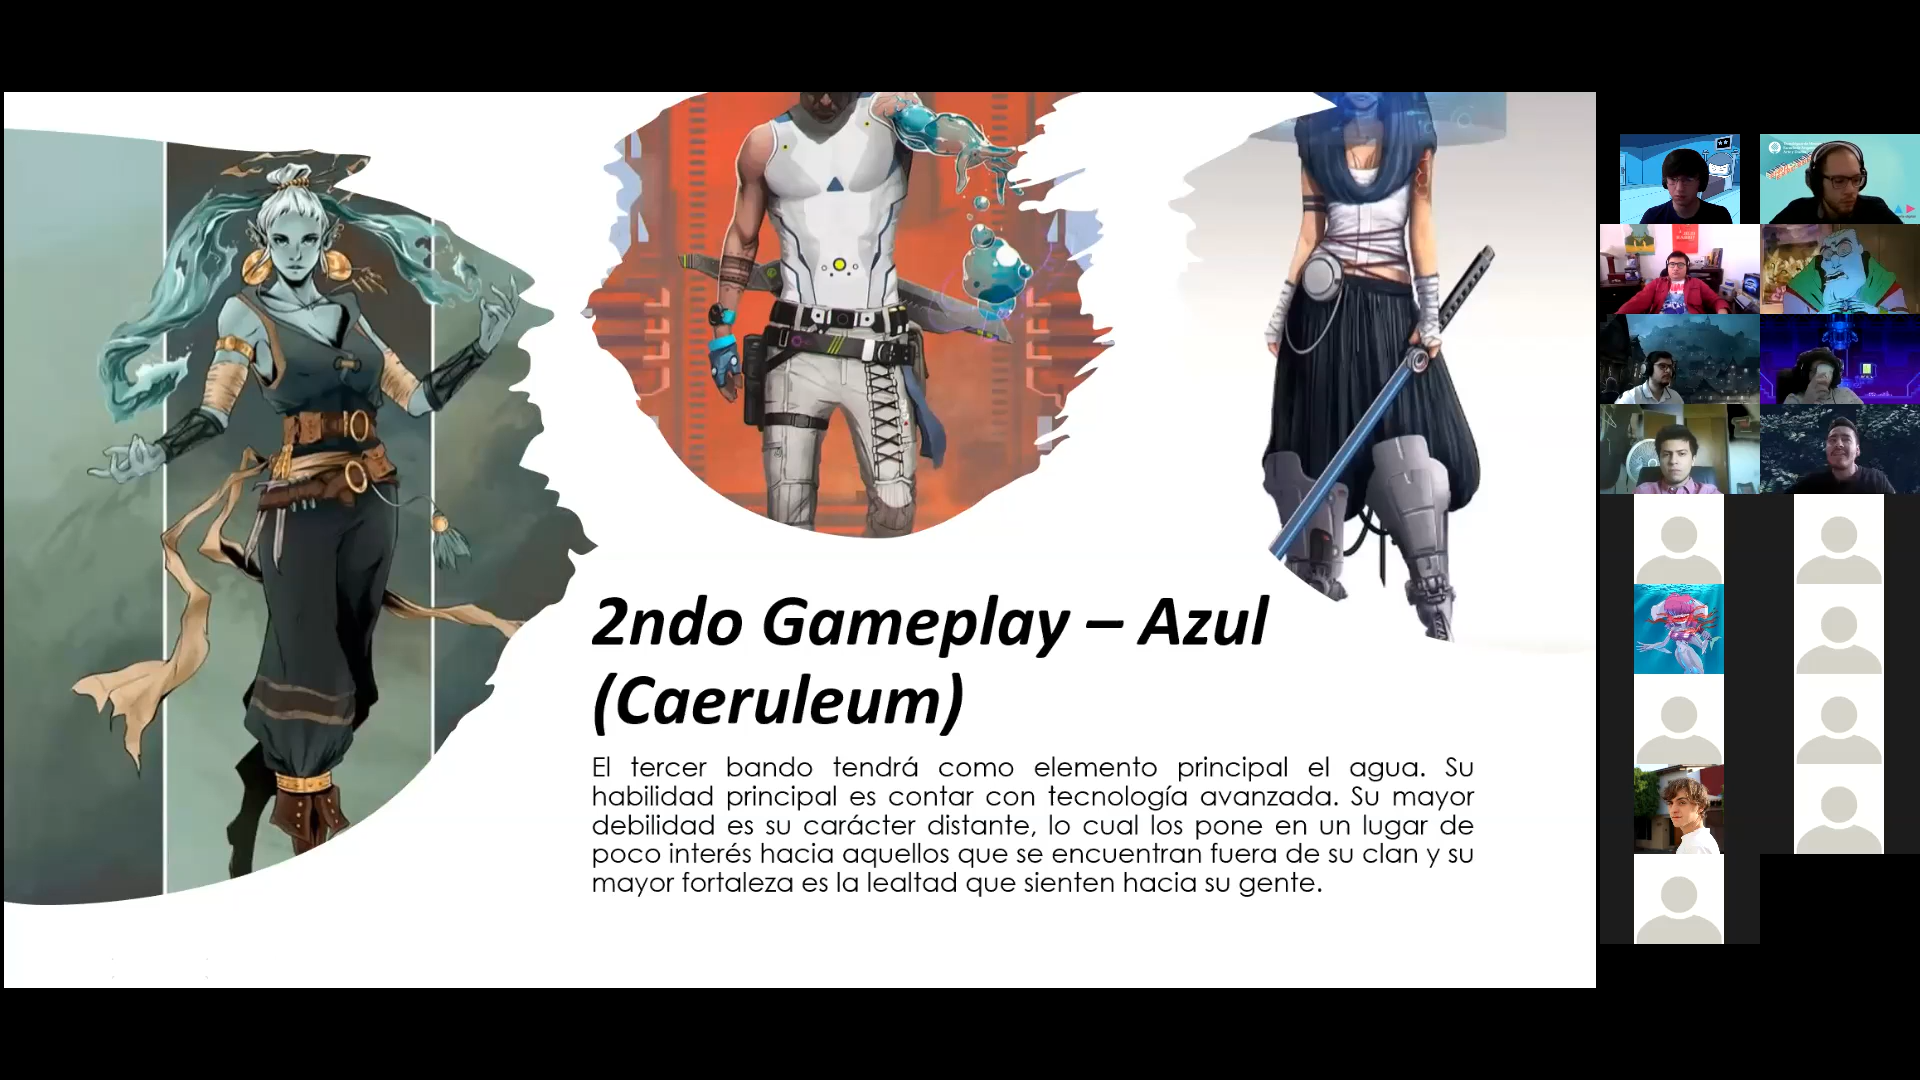 2ndo Gameplay – Azul
(Caeruleum)
El tercer bando tendrá como elemento principal el agua. Su
habilidad principal es contar con tecnología avanzada. Su mayor
debilidad es su carácter distante, lo cual los pone en un lugar de
poco interés hacia aquellos que se encuentran fuera de su clan y su
mayor fortaleza es la lealtad que sienten hacia su gente.